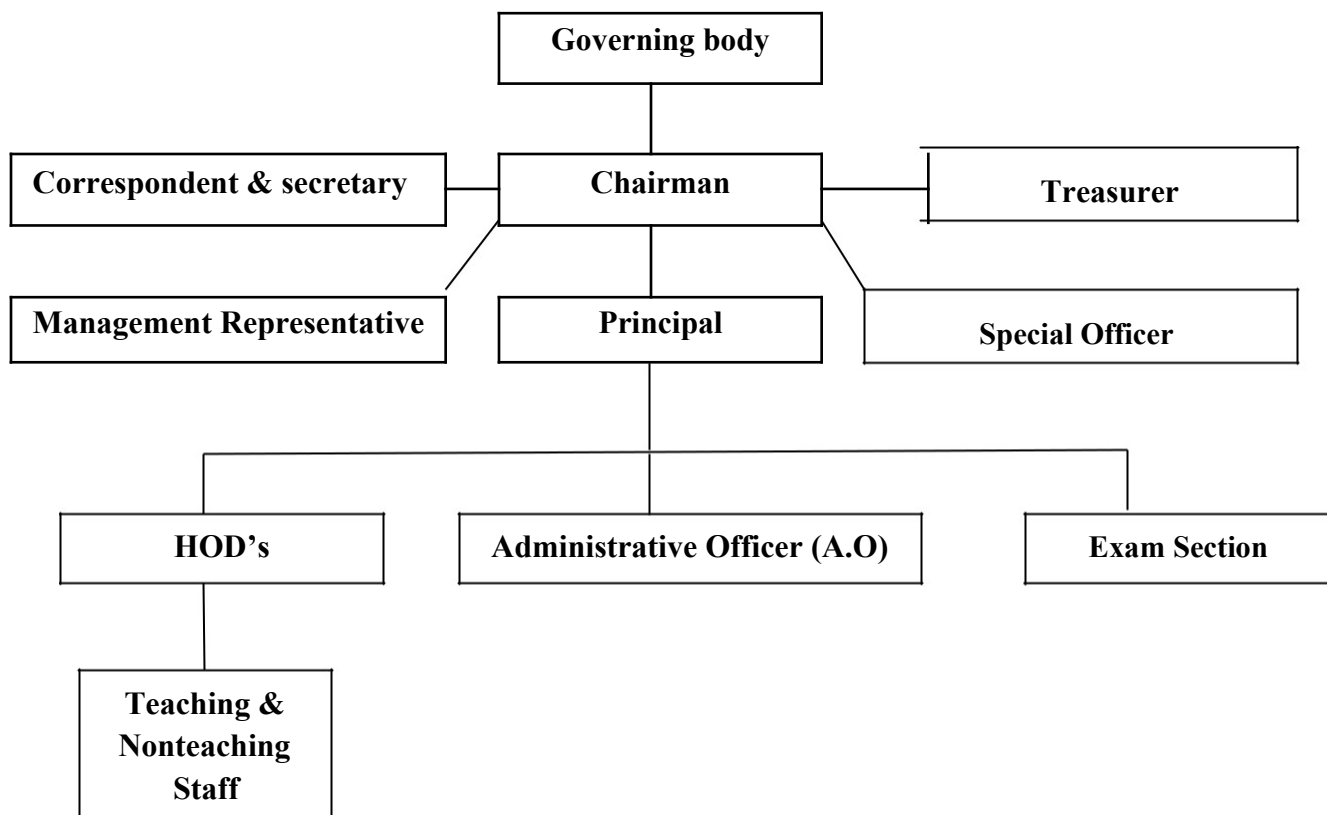 Governing body
Correspondent & secretary
Chairman
Treasurer
Management Representative
Principal
Special Officer
HOD’s
Administrative Officer (A.O)
Exam Section
Teaching &
Nonteaching
Staff